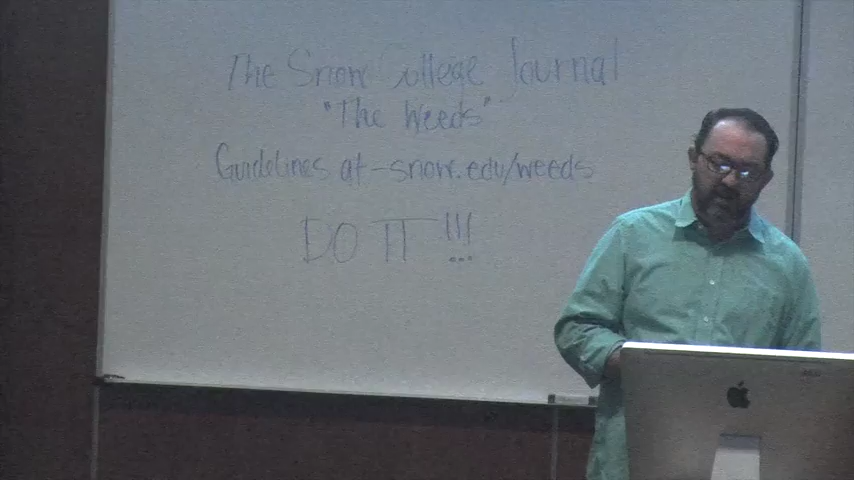 The Snow College Journal
"The Weeds"
Guidelines at - snow.edu/weeds
DO IT !!!